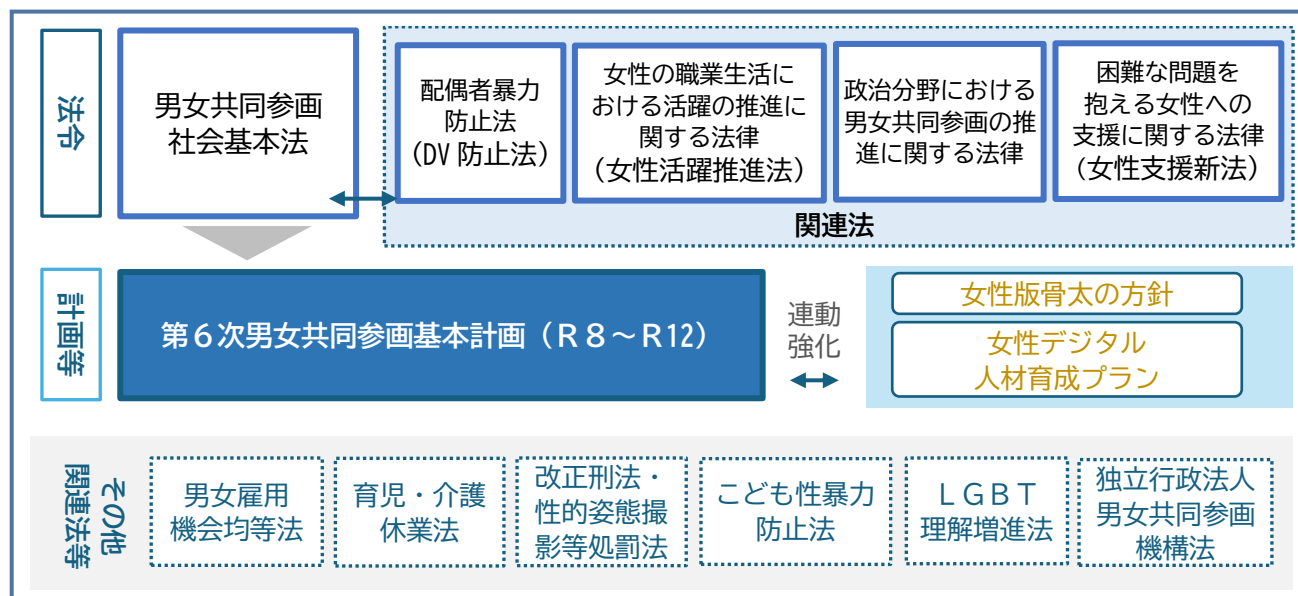 法令
男女共同参画
社会基本法
配偶者暴力
防止法
（DV 防止法）
女性の職業生活に
おける活躍の推進に
関する法律
（女性活躍推進法）
政治分野における
男女共同参画の推
進に関する法律
困難な問題を
抱える女性への
支援に関する法律
（女性支援新法）
関連法
計画等
第６次男女共同参画基本計画（Ｒ８～Ｒ12）
連動
強化
女性版骨太の方針
女性デジタル
人材育成プラン
その他
関連法等
男女雇用
機会均等法
育児・介護
休業法
改正刑法・
性的姿態撮
影等処罰法
こども性暴力
防止法
ＬＧＢＴ
理解増進法
独立行政法人
男女共同参画
機構法